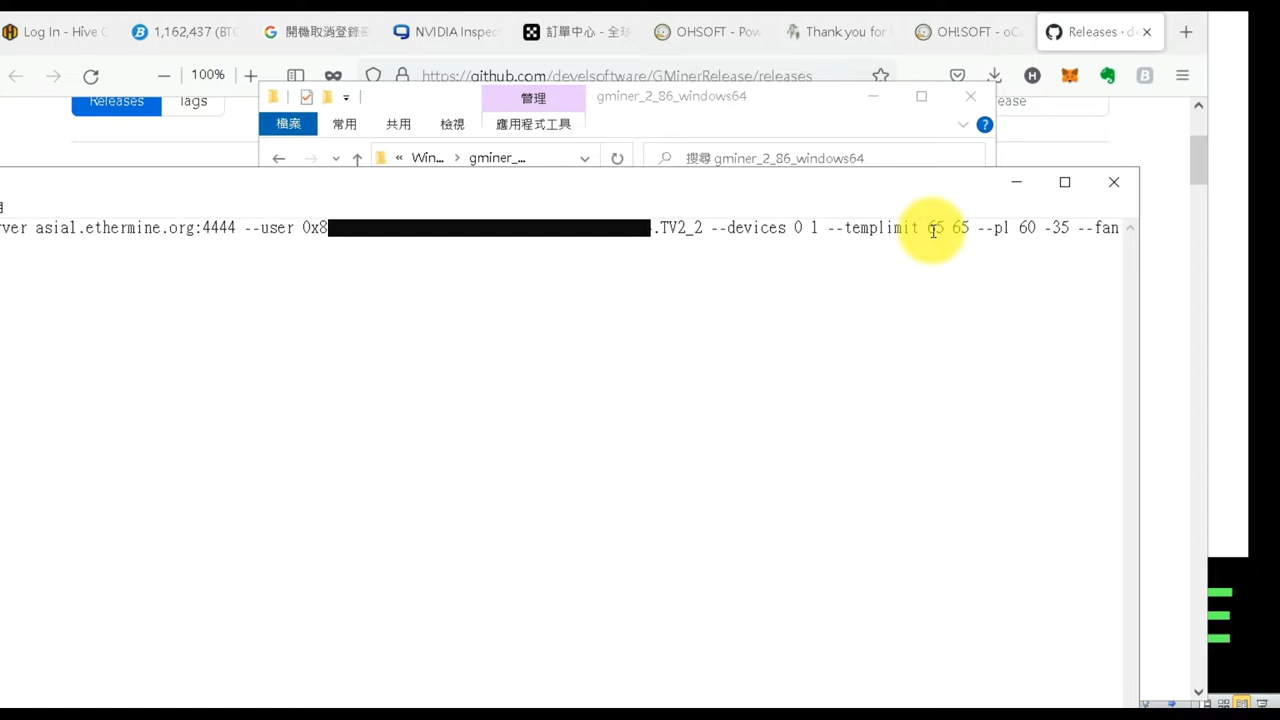 Log In - Hive
1,162,437 (BT
開機取消登錄
NVIDIA Inspec
訂單中心 - 全球
OHSOFT - Pow
Thank you for
OH!SOFT - oC
Releases · d
100%
https://github.com/develsoftware/GMinerRelease/releases
Releases
Tags
管理
gminer_2_86_windows64
檔案
常用
共用
檢視
應用程式工具
« Win... › gminer_...
搜尋 gminer_2_86_windows64
rver asia1.ethermine.org:4444 --user 0x8 .TV2_2 --devices 0 1 --templimit 65 65 --pl 60 -35 --fan